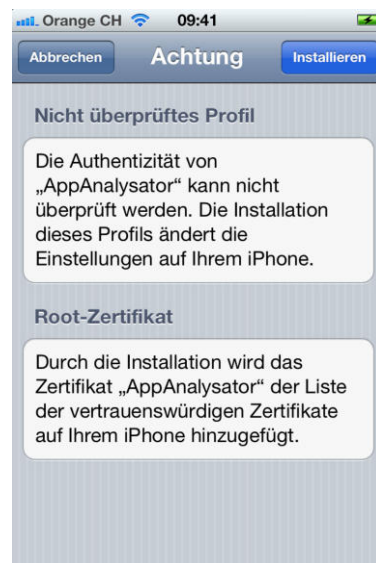 Orange CH 09:41
Abbrechen Achtung Installieren
Nicht überprüftes Profil
Die Authentizität von
„AppAnalysator“ kann nicht
überprüft werden. Die Installation
dieses Profils ändert die
Einstellungen auf Ihrem iPhone.
Root-Zertifikat
Durch die Installation wird das
Zertifikat „AppAnalysator“ der Liste
der vertrauenswürdigen Zertifikate
auf Ihrem iPhone hinzugefügt.